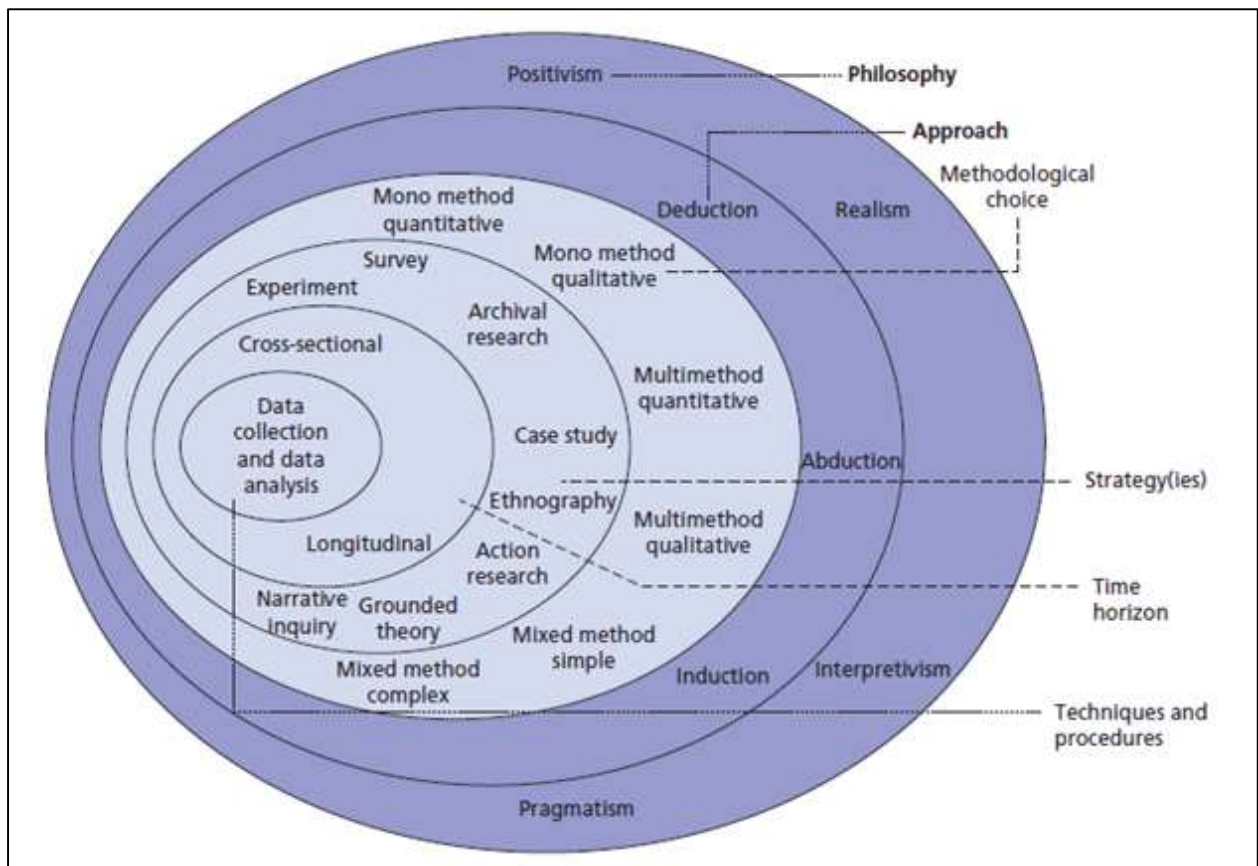 Positivism
Philosophy
Approach
Methodological
choice
Deduction
Realism
Mono method
quantitative
Mono method
qualitative
Survey
Experiment
Archival
research
Cross-sectional
Multimethod
quantitative
Data
collection
and data
analysis
Case study
Abduction
Strategy(ies)
Ethnography
Multimethod
qualitative
Longitudinal
Action
research
Time
horizon
Narrative
inquiry
Grounded
theory
Mixed method
simple
Mixed method
complex
Induction
Interpretivism
Techniques and
procedures
Pragmatism